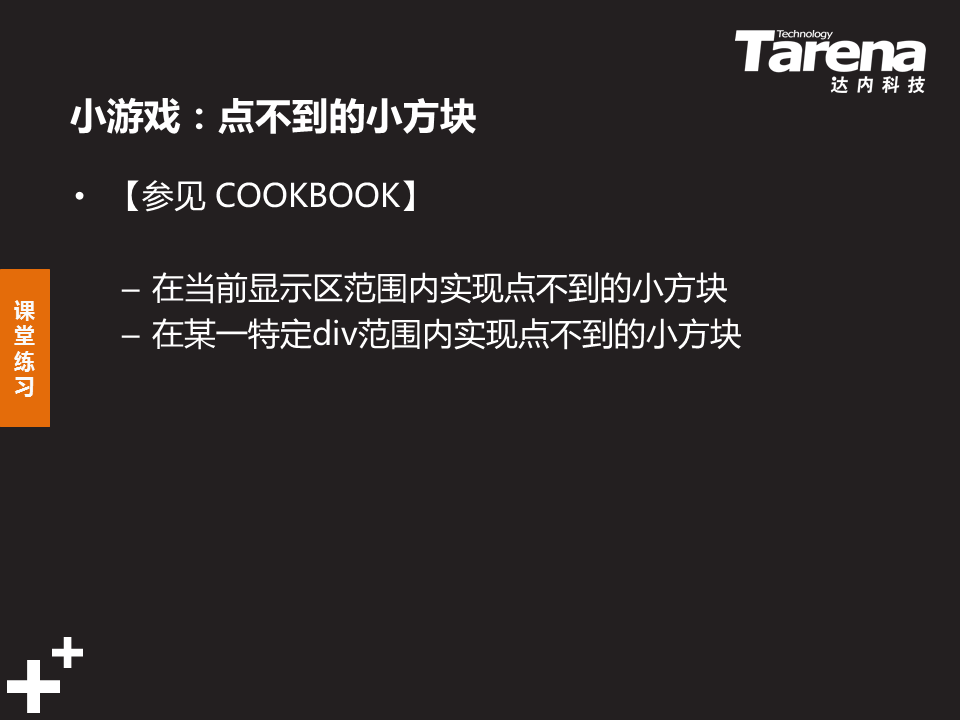 Technology
Tarena
达内科技
小游戏：点不到的小方块
• 【参见 COOKBOOK】
– 在当前显示区范围内实现点不到的小方块
– 在某一特定div范围内实现点不到的小方块
课
堂
练
习